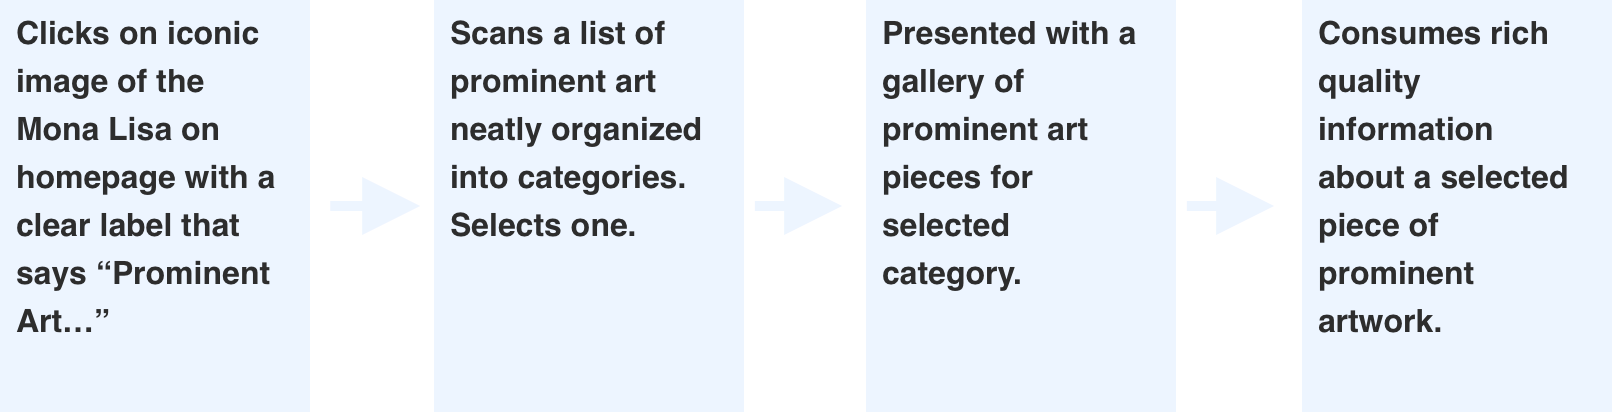 Clicks on iconic
image of the
Mona Lisa on
homepage with a
clear label that
says “Prominent
Art…”
Scans a list of
prominent art
neatly organized
into categories.
Selects one.
Presented with a
gallery of
prominent art
pieces for
selected
category.
Consumes rich
quality
information
about a selected
piece of
prominent
artwork.